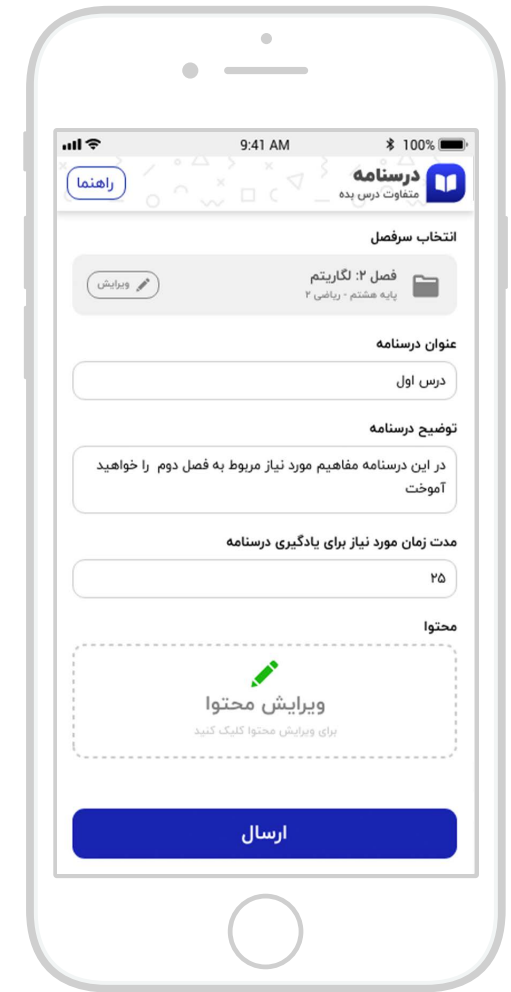 9:41 AM
100%
درسنامه
متفاوت درس بده
راهنما
انتخاب سرفصل
فصل ۲: لگاریتم
پایه هشتم - ریاضی ۲
ویرایش
عنوان درسنامه
درس اول
توضیح درسنامه
در این درسنامه مفاهیم مورد نیاز مربوط به فصل دوم را خواهید
آموخت
مدت زمان مورد نیاز برای یادگیری درسنامه
۲۵
محتوا
ویرایش محتوا
برای ویرایش محتوا کلیک کنید
ارسال